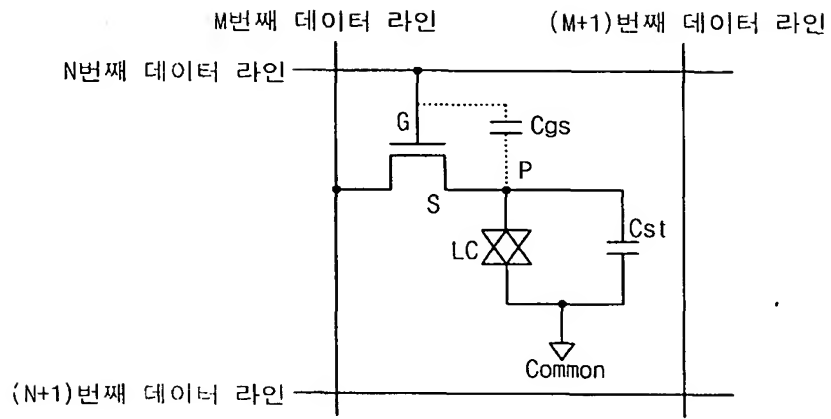 M번째 데이터 라인
(M+1)번째 데이터 라인
N번째 데이터 라인
G
Cgs
P
S
LC
Cst
Common
(N+1)번째 데이터 라인